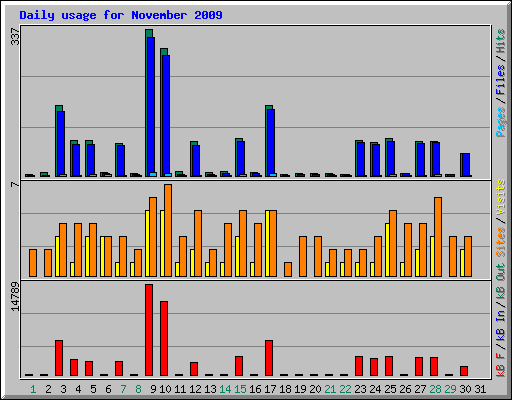 Daily usage for November 2009
337
Pages / Files / Hits
7
Sites / Visits
14789
kB F / kB In / kB Out
1 2 3 4 5 6 7 8 9 10 11 12 13 14 15 16 17 18 19 20 21 22 23 24 25 26 27 28 29 30 31